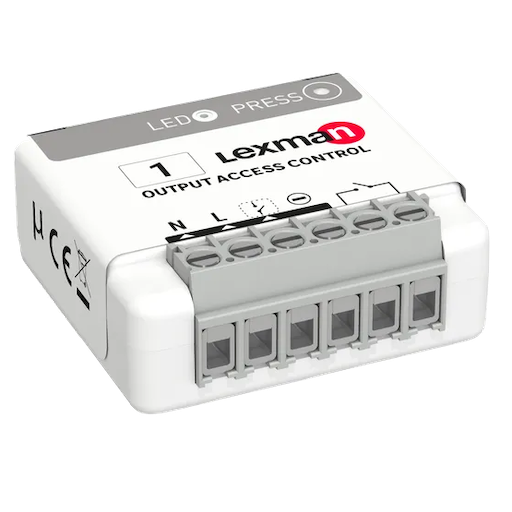 LED PRESS
1 Lexman
OUTPUT ACCESS CONTROL
N L
µ CE